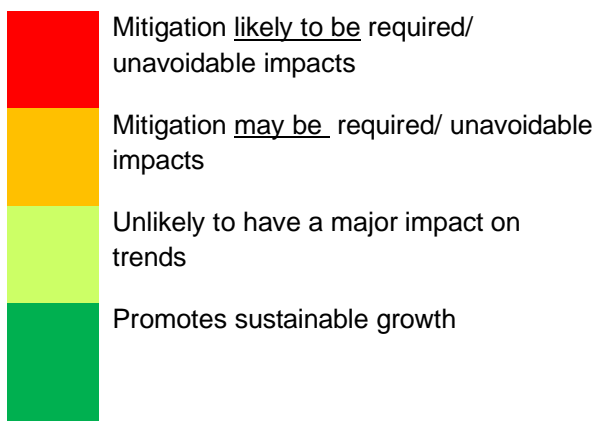 Mitigation likely to be required/
unavoidable impacts
Mitigation may be  required/ unavoidable
impacts
Unlikely to have a major impact on
trends
Promotes sustainable growth